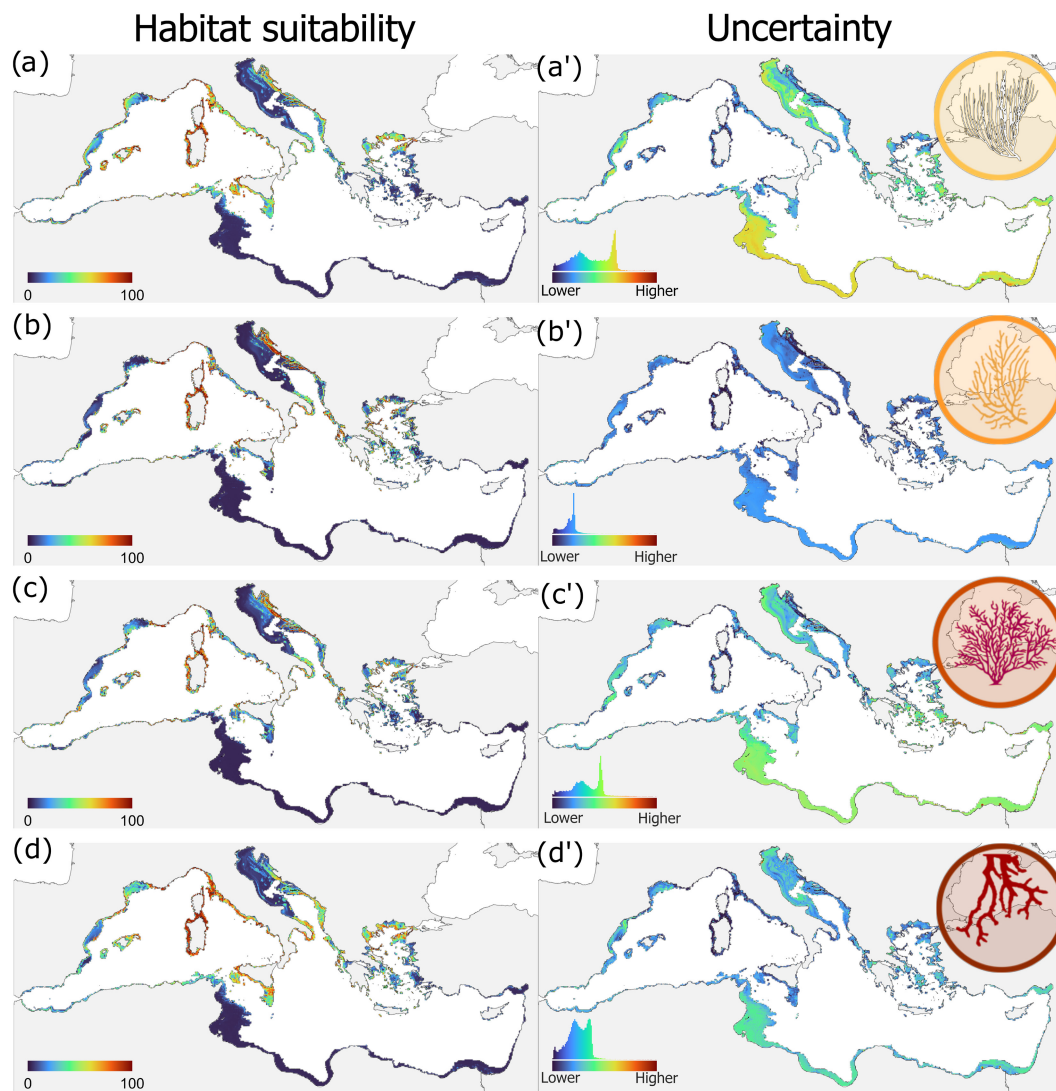 Habitat suitability
Uncertainty
(a)
(a')
0
100
Lower
Higher
(b)
(b')
0
100
Lower
Higher
(c)
(c')
0
100
Lower
Higher
(d)
(d')
0
100
Lower
Higher